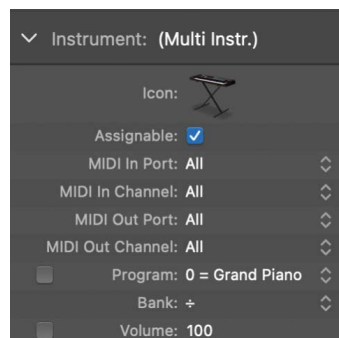 Instrument: (Multi Instr.)
Icon:
Assignable:
MIDI In Port: All
MIDI In Channel: All
MIDI Out Port: All
MIDI Out Channel: All
Program: 0 = Grand Piano
Bank: ÷
Volume: 100